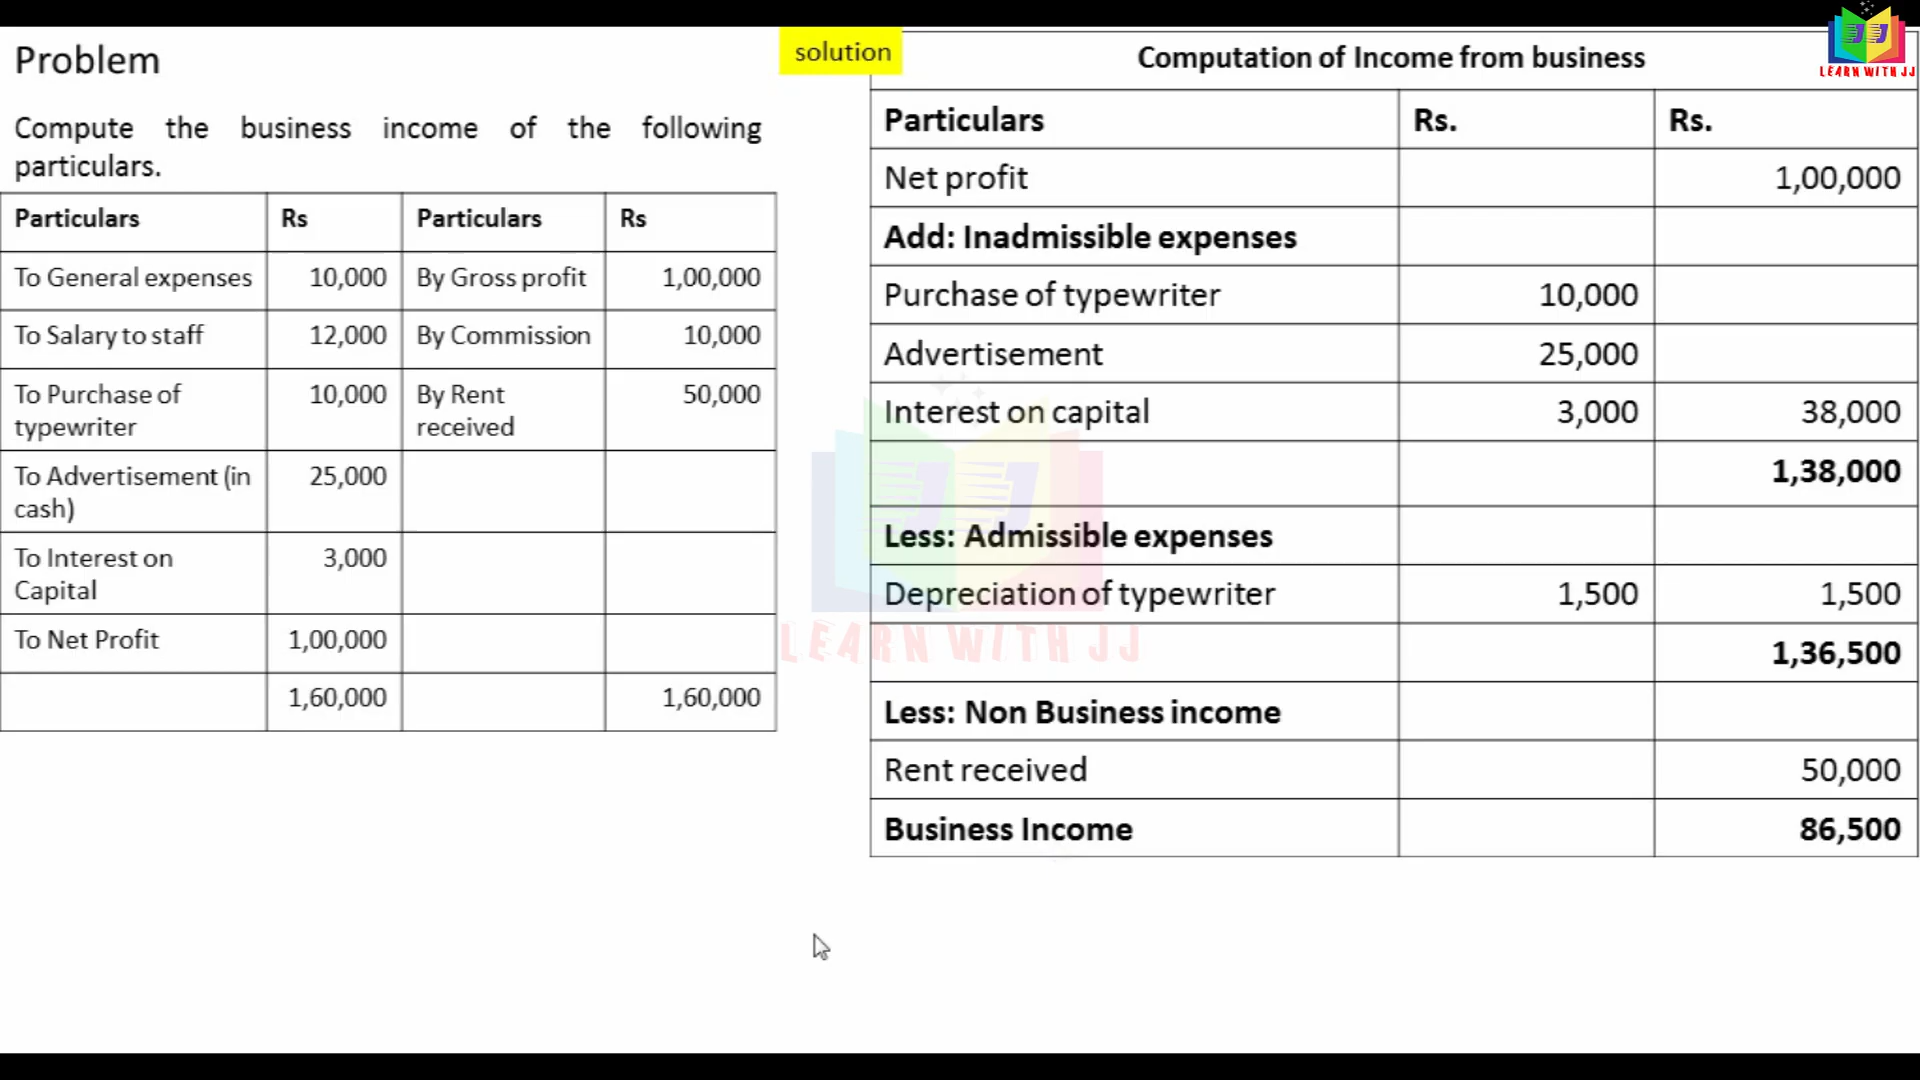 Problem
Compute the business income of the following
particulars.
Particulars Rs Particulars Rs
To General expenses 10,000 By Gross profit 1,00,000
To Salary to staff 12,000 By Commission 10,000
To Purchase of typewriter 10,000 By Rent received 50,000
To Advertisement (in cash) 25,000
To Interest on Capital 3,000
To Net Profit 1,00,000
1,60,000 1,60,000
solution
Computation of Income from business
Particulars Rs. Rs.
Net profit 1,00,000
Add: Inadmissible expenses
Purchase of typewriter 10,000
Advertisement 25,000
Interest on capital 3,000 38,000
1,38,000
Less: Admissible expenses
Depreciation of typewriter 1,500 1,500
1,36,500
Less: Non Business income
Rent received 50,000
Business Income 86,500
JJ
LEARN WITH JJ
JJ
LEARN WITH JJ